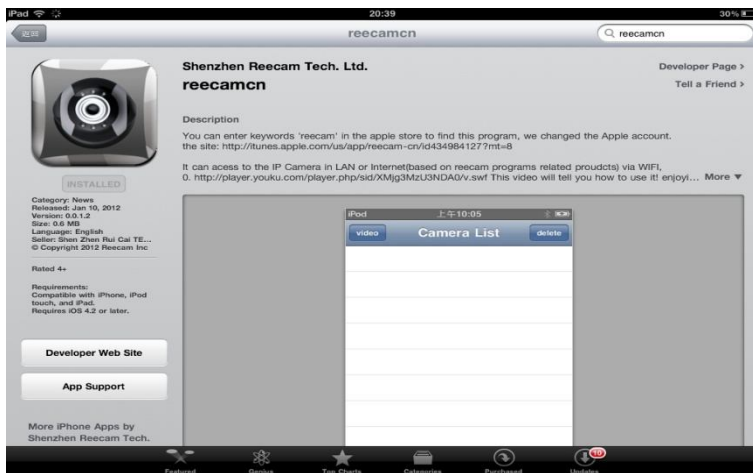 iPad
20:39
30%
返回
reecamcn
reecamcn
Shenzhen Reecam Tech. Ltd.
reecamcn
Developer Page >
Tell a Friend >
Description
You can enter keywords 'reecam' in the apple store to find this program, we changed the Apple account.
the site: http://itunes.apple.com/us/app/reecam-cn/id434984127?mt=8
It can acess to the IP Camera in LAN or Internet(based on reecam programs related proudcts) via WIFI,
0. http://player.youku.com/player.php/sid/XMjg3MzU3NDA0/v.swf This video will tell you how to use it! enjoyi... More ▼
INSTALLED
Category: News
Released: Jan 10, 2012
Version: 0.0.1.2
Size: 0.6 MB
Language: English
Seller: Shen Zhen Rui Cai TE...
© Copyright 2012 Reecam Inc
Rated 4+
Requirements:
Compatible with iPhone, iPod
touch, and iPad.
Requires iOS 4.2 or later.
Developer Web Site
App Support
More iPhone Apps by
Shenzhen Reecam Tech.
iPod
上午10:05
video
Camera List
delete
Featured
Genius
Top Charts
Categories
Purchased
Updates
10